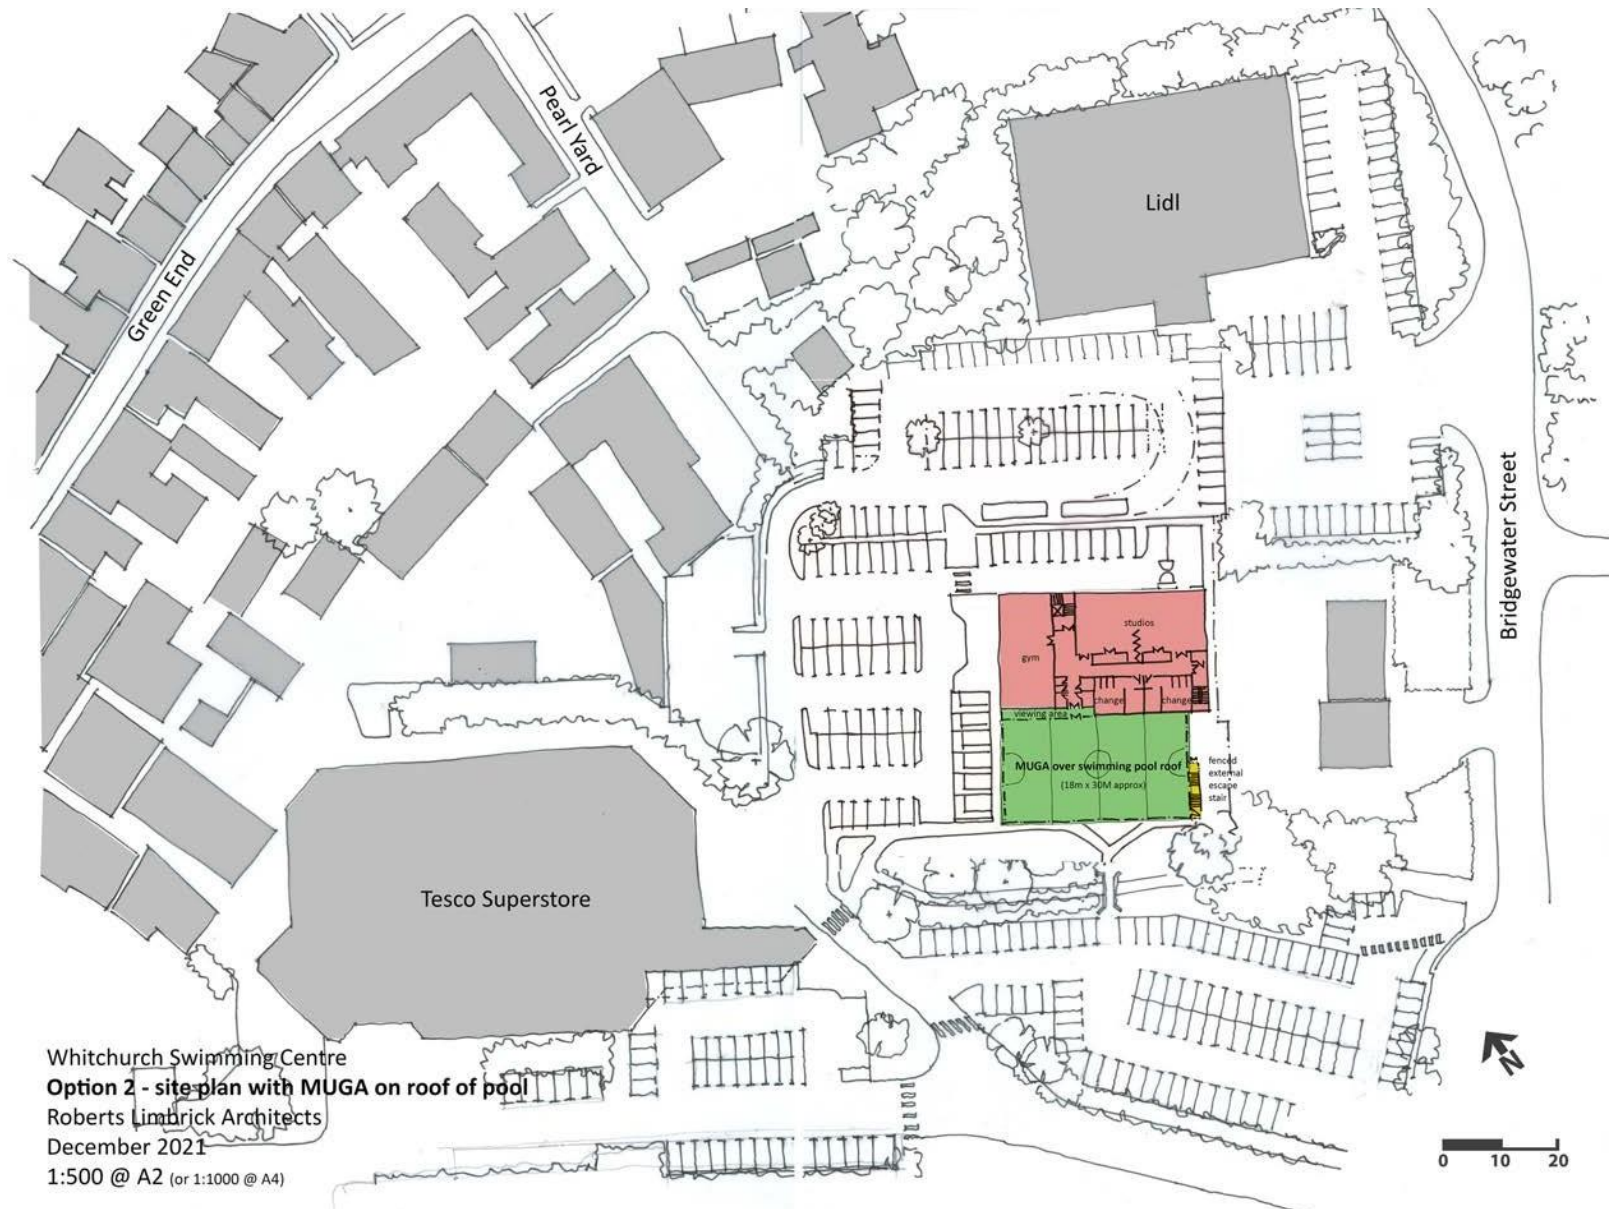 Pearl Yard
Green End
Lidl
Bridgewater Street
studios
gym
change
change
viewing area
MUGA over swimming pool roof
(18m x 30M approx)
fenced
external
escape
stair
Tesco Superstore
Whitchurch Swimming Centre
Option 2 - site plan with MUGA on roof of pool
Roberts Limbrick Architects
December 2021
1:500 @ A2 (or 1:1000 @ A4)
N
0 10 20